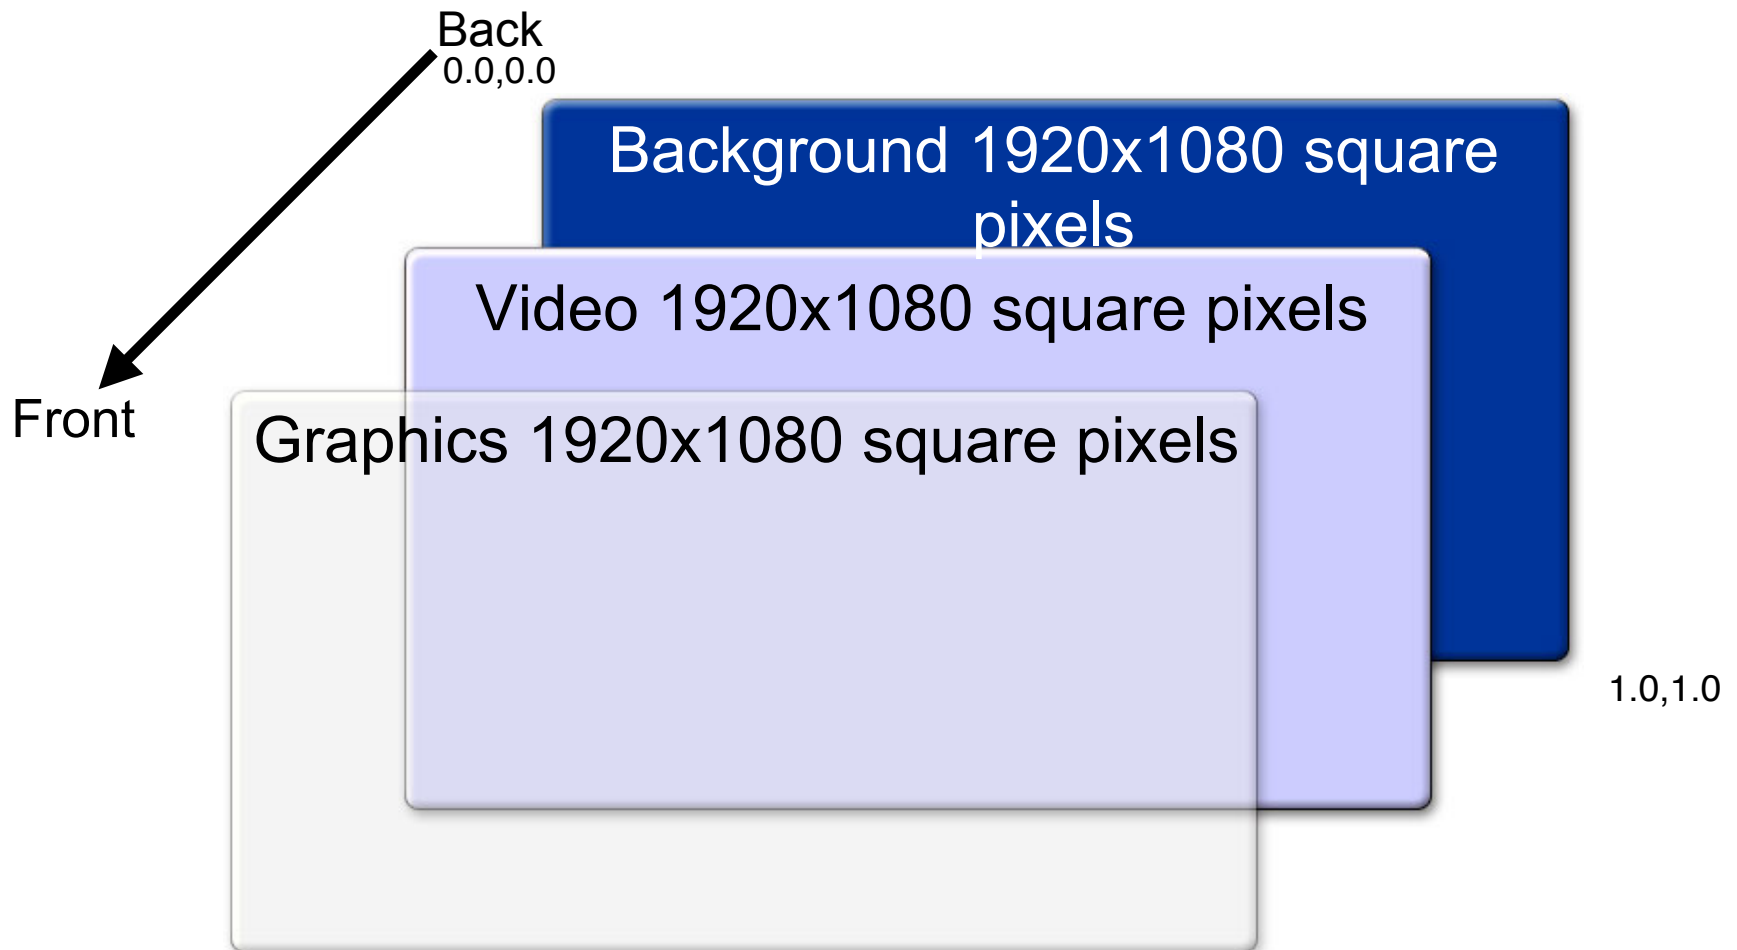 Back
0.0,0.0
Background 1920x1080 square
pixels
Video 1920x1080 square pixels
Front
Graphics 1920x1080 square pixels
1.0,1.0